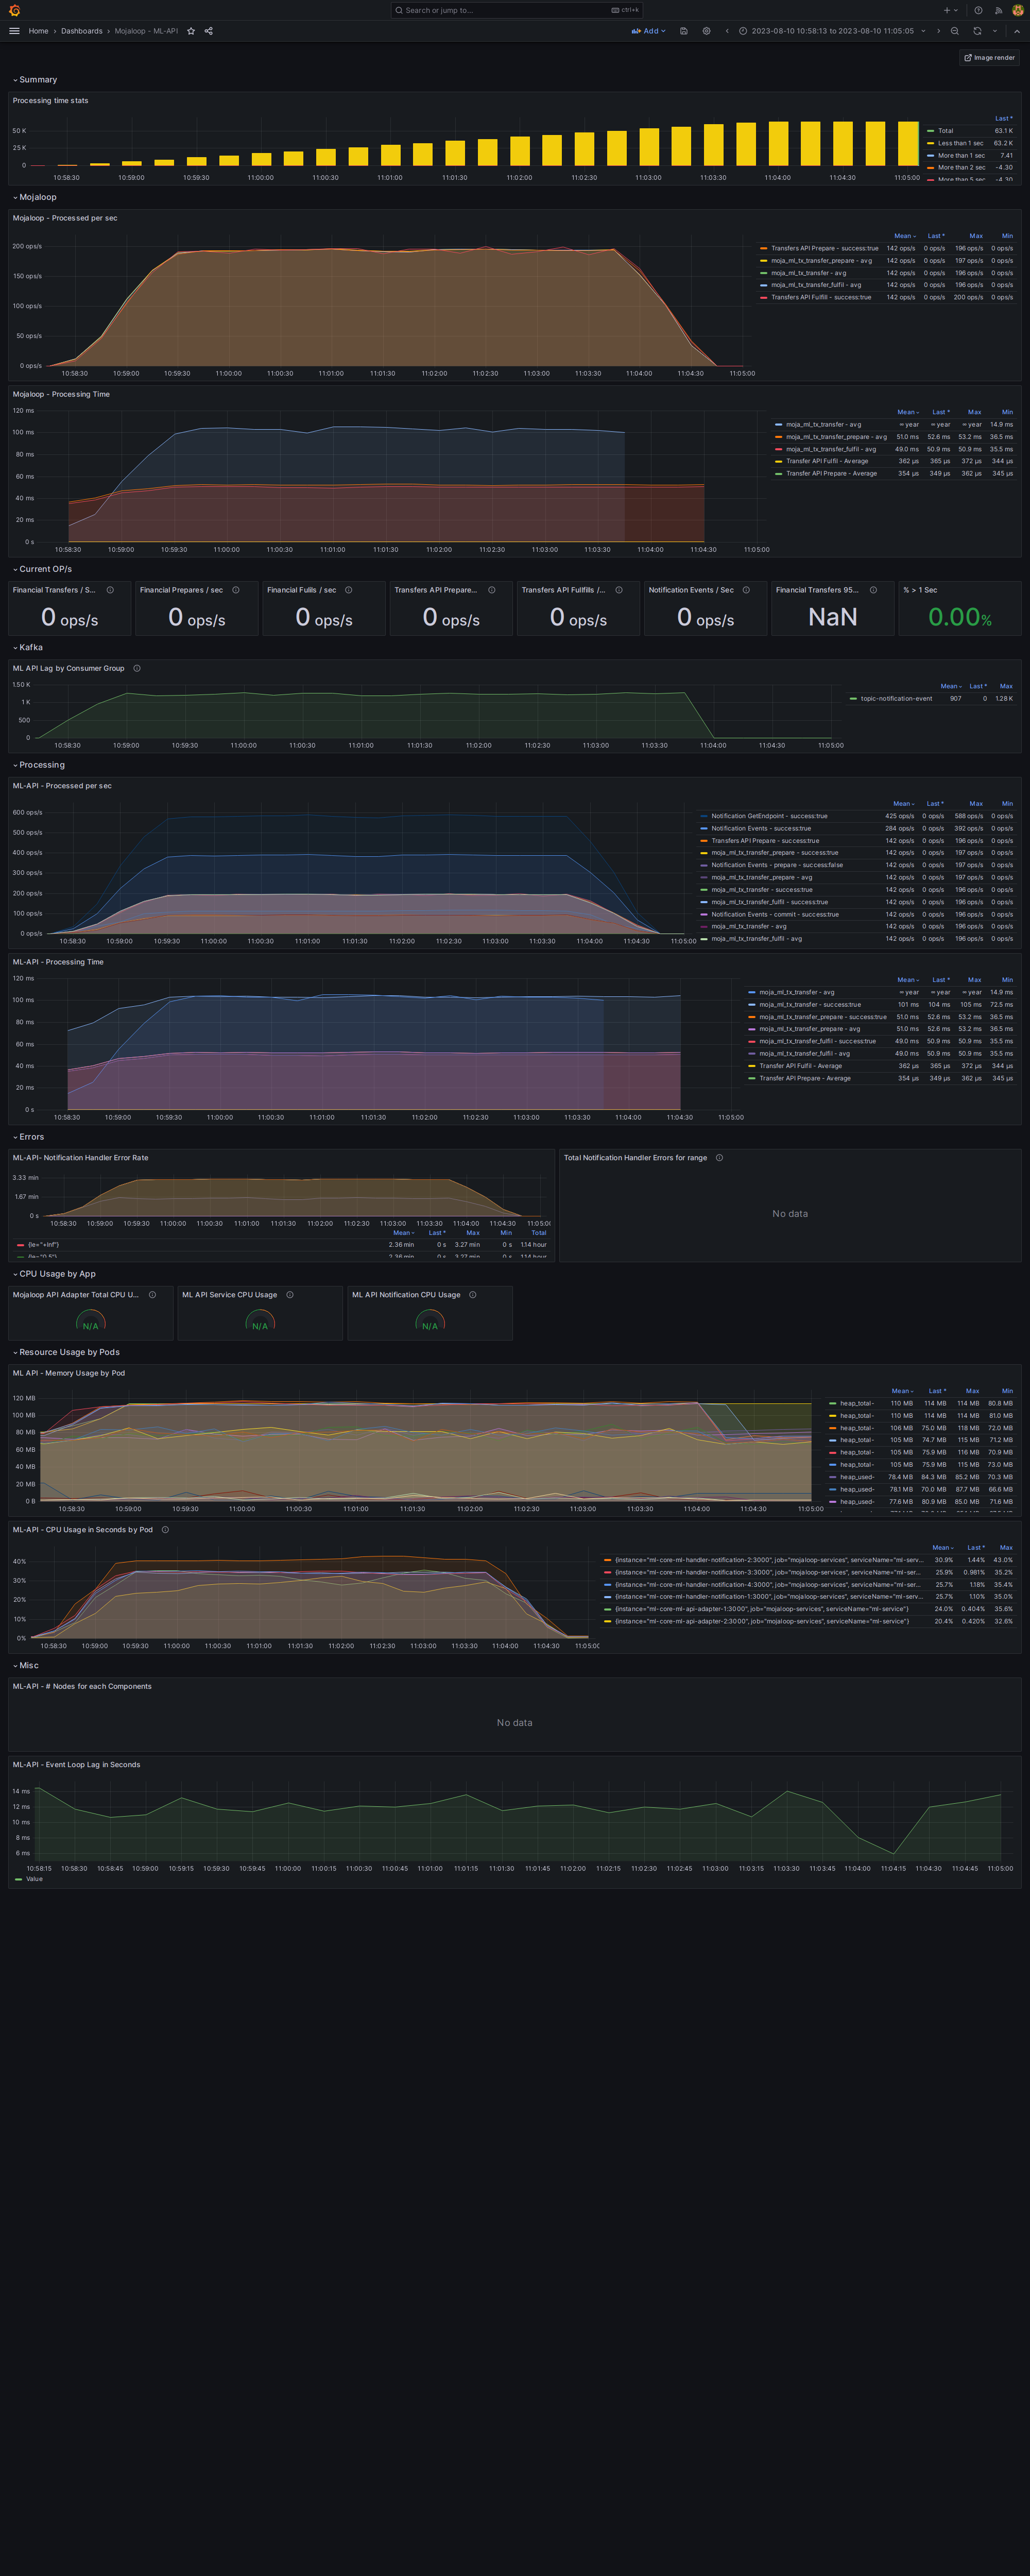 Search or jump to...
ctrl+k
Home › Dashboards › Mojaloop - ML-API
Add
2023-08-10 10:58:13 to 2023-08-10 11:05:05
Image render
Summary
Processing time stats
50 K
25 K
0
10:58:30 10:59:00 10:59:30 11:00:00 11:00:30 11:01:00 11:01:30 11:02:00 11:02:30 11:03:00 11:03:30 11:04:00 11:04:30 11:05:00
Last *
Total 63.1 K
Less than 1 sec 63.2 K
More than 1 sec 7.41
More than 2 sec -4.30
More than 5 sec -4.30
Mojaloop
Mojaloop - Processed per sec
200 ops/s
150 ops/s
100 ops/s
50 ops/s
0 ops/s
10:58:30 10:59:00 10:59:30 11:00:00 11:00:30 11:01:00 11:01:30 11:02:00 11:02:30 11:03:00 11:03:30 11:04:00 11:04:30 11:05:00
Mean Last * Max Min
Transfers API Prepare - success:true 142 ops/s 0 ops/s 196 ops/s 0 ops/s
moja_ml_tx_transfer_prepare - avg 142 ops/s 0 ops/s 197 ops/s 0 ops/s
moja_ml_tx_transfer - avg 142 ops/s 0 ops/s 196 ops/s 0 ops/s
moja_ml_tx_transfer_fulfil - avg 142 ops/s 0 ops/s 196 ops/s 0 ops/s
Transfers API Fulfill - success:true 142 ops/s 0 ops/s 200 ops/s 0 ops/s
Mojaloop - Processing Time
120 ms
100 ms
80 ms
60 ms
40 ms
20 ms
0 s
10:58:30 10:59:00 10:59:30 11:00:00 11:00:30 11:01:00 11:01:30 11:02:00 11:02:30 11:03:00 11:03:30 11:04:00 11:04:30 11:05:00
Mean Last * Max Min
moja_ml_tx_transfer - avg ∞ year ∞ year ∞ year 14.9 ms
moja_ml_tx_transfer_prepare - avg 51.0 ms 52.6 ms 53.2 ms 36.5 ms
moja_ml_tx_transfer_fulfil - avg 49.0 ms 50.9 ms 50.9 ms 35.5 ms
Transfer API Fulfil - Average 362 µs 365 µs 372 µs 344 µs
Transfer API Prepare - Average 354 µs 349 µs 362 µs 345 µs
Current OP/s
Financial Transfers / S... Financial Prepares / sec Financial Fulils / sec Transfers API Prepare... Transfers API Fullfills /... Notification Events / Sec Financial Transfers 95... % > 1 Sec
0 ops/s 0 ops/s 0 ops/s 0 ops/s 0 ops/s 0 ops/s NaN 0.00%
Kafka
ML API Lag by Consumer Group
1.50 K
1 K
500
0
10:58:30 10:59:00 10:59:30 11:00:00 11:00:30 11:01:00 11:01:30 11:02:00 11:02:30 11:03:00 11:03:30 11:04:00 11:04:30 11:05:00
Mean Last * Max
topic-notification-event 907 0 1.28 K
Processing
ML-API - Processed per sec
600 ops/s
500 ops/s
400 ops/s
300 ops/s
200 ops/s
100 ops/s
0 ops/s
10:58:30 10:59:00 10:59:30 11:00:00 11:00:30 11:01:00 11:01:30 11:02:00 11:02:30 11:03:00 11:03:30 11:04:00 11:04:30 11:05:00
Mean Last * Max Min
Notification GetEndpoint - success:true 425 ops/s 0 ops/s 588 ops/s 0 ops/s
Notification Events - success:true 284 ops/s 0 ops/s 392 ops/s 0 ops/s
Transfers API Prepare - success:true 142 ops/s 0 ops/s 196 ops/s 0 ops/s
moja_ml_tx_transfer_prepare - success:true 142 ops/s 0 ops/s 197 ops/s 0 ops/s
Notification Events - prepare - success:false 142 ops/s 0 ops/s 197 ops/s 0 ops/s
moja_ml_tx_transfer_prepare - avg 142 ops/s 0 ops/s 197 ops/s 0 ops/s
moja_ml_tx_transfer - success:true 142 ops/s 0 ops/s 196 ops/s 0 ops/s
moja_ml_tx_transfer_fulfil - success:true 142 ops/s 0 ops/s 196 ops/s 0 ops/s
Notification Events - commit - success:true 142 ops/s 0 ops/s 196 ops/s 0 ops/s
moja_ml_tx_transfer - avg 142 ops/s 0 ops/s 196 ops/s 0 ops/s
moja_ml_tx_transfer_fulfil - avg 142 ops/s 0 ops/s 196 ops/s 0 ops/s
ML-API - Processing Time
120 ms
100 ms
80 ms
60 ms
40 ms
20 ms
0 s
10:58:30 10:59:00 10:59:30 11:00:00 11:00:30 11:01:00 11:01:30 11:02:00 11:02:30 11:03:00 11:03:30 11:04:00 11:04:30 11:05:00
Mean Last * Max Min
moja_ml_tx_transfer - avg ∞ year ∞ year ∞ year 14.9 ms
moja_ml_tx_transfer - success:true 101 ms 104 ms 105 ms 72.5 ms
moja_ml_tx_transfer_prepare - success:true 51.0 ms 52.6 ms 53.2 ms 36.5 ms
moja_ml_tx_transfer_prepare - avg 51.0 ms 52.6 ms 53.2 ms 36.5 ms
moja_ml_tx_transfer_fulfil - success:true 49.0 ms 50.9 ms 50.9 ms 35.5 ms
moja_ml_tx_transfer_fulfil - avg 49.0 ms 50.9 ms 50.9 ms 35.5 ms
Transfer API Fulfil - Average 362 µs 365 µs 372 µs 344 µs
Transfer API Prepare - Average 354 µs 349 µs 362 µs 345 µs
Errors
ML-API- Notification Handler Error Rate
3.33 min
1.67 min
0 s
10:58:30 10:59:00 10:59:30 11:00:00 11:00:30 11:01:00 11:01:30 11:02:00 11:02:30 11:03:00 11:03:30 11:04:00 11:04:30 11:05:00
Mean Last * Max Min Total
{le="+Inf"} 2.36 min 0 s 3.27 min 0 s 1.14 hour
{le="0.5"} 2.36 min 0 s 3.27 min 0 s 1.14 hour
Total Notification Handler Errors for range
No data
CPU Usage by App
Mojaloop API Adapter Total CPU U... ML API Service CPU Usage ML API Notification CPU Usage
N/A N/A N/A
Resource Usage by Pods
ML API - Memory Usage by Pod
120 MB
100 MB
80 MB
60 MB
40 MB
20 MB
0 B
10:58:30 10:59:00 10:59:30 11:00:00 11:00:30 11:01:00 11:01:30 11:02:00 11:02:30 11:03:00 11:03:30 11:04:00 11:04:30 11:05:00
Mean Last * Max Min
heap_total- 110 MB 114 MB 114 MB 80.8 MB
heap_total- 110 MB 114 MB 114 MB 81.0 MB
heap_total- 106 MB 75.0 MB 118 MB 72.0 MB
heap_total- 105 MB 74.7 MB 115 MB 71.2 MB
heap_total- 105 MB 75.9 MB 116 MB 70.9 MB
heap_total- 105 MB 75.9 MB 115 MB 73.0 MB
heap_used- 78.4 MB 84.3 MB 85.2 MB 70.3 MB
heap_used- 78.1 MB 70.0 MB 87.7 MB 66.6 MB
heap_used- 77.6 MB 80.9 MB 85.0 MB 71.6 MB
ML-API - CPU Usage in Seconds by Pod
40%
30%
20%
10%
0%
10:58:30 10:59:00 10:59:30 11:00:00 11:00:30 11:01:00 11:01:30 11:02:00 11:02:30 11:03:00 11:03:30 11:04:00 11:04:30 11:05:00
Mean Last * Max
{instance="ml-core-ml-handler-notification-2:3000", job="mojaloop-services", serviceName="ml-serv... 30.9% 1.44% 43.0%
{instance="ml-core-ml-handler-notification-3:3000", job="mojaloop-services", serviceName="ml-ser... 25.9% 0.981% 35.2%
{instance="ml-core-ml-handler-notification-4:3000", job="mojaloop-services", serviceName="ml-ser... 25.7% 1.18% 35.4%
{instance="ml-core-ml-handler-notification-1:3000", job="mojaloop-services", serviceName="ml-serv... 25.7% 1.10% 35.0%
{instance="ml-core-ml-api-adapter-1:3000", job="mojaloop-services", serviceName="ml-service"} 24.0% 0.404% 35.6%
{instance="ml-core-ml-api-adapter-2:3000", job="mojaloop-services", serviceName="ml-service"} 20.4% 0.420% 32.6%
Misc
ML-API - # Nodes for each Components
No data
ML-API - Event Loop Lag in Seconds
14 ms
12 ms
10 ms
8 ms
6 ms
10:58:15 10:58:30 10:58:45 10:59:00 10:59:15 10:59:30 10:59:45 11:00:00 11:00:15 11:00:30 11:00:45 11:01:00 11:01:15 11:01:30 11:01:45 11:02:00 11:02:15 11:02:30 11:02:45 11:03:00 11:03:15 11:03:30 11:03:45 11:04:00 11:04:15 11:04:30 11:04:45 11:05:00
Value